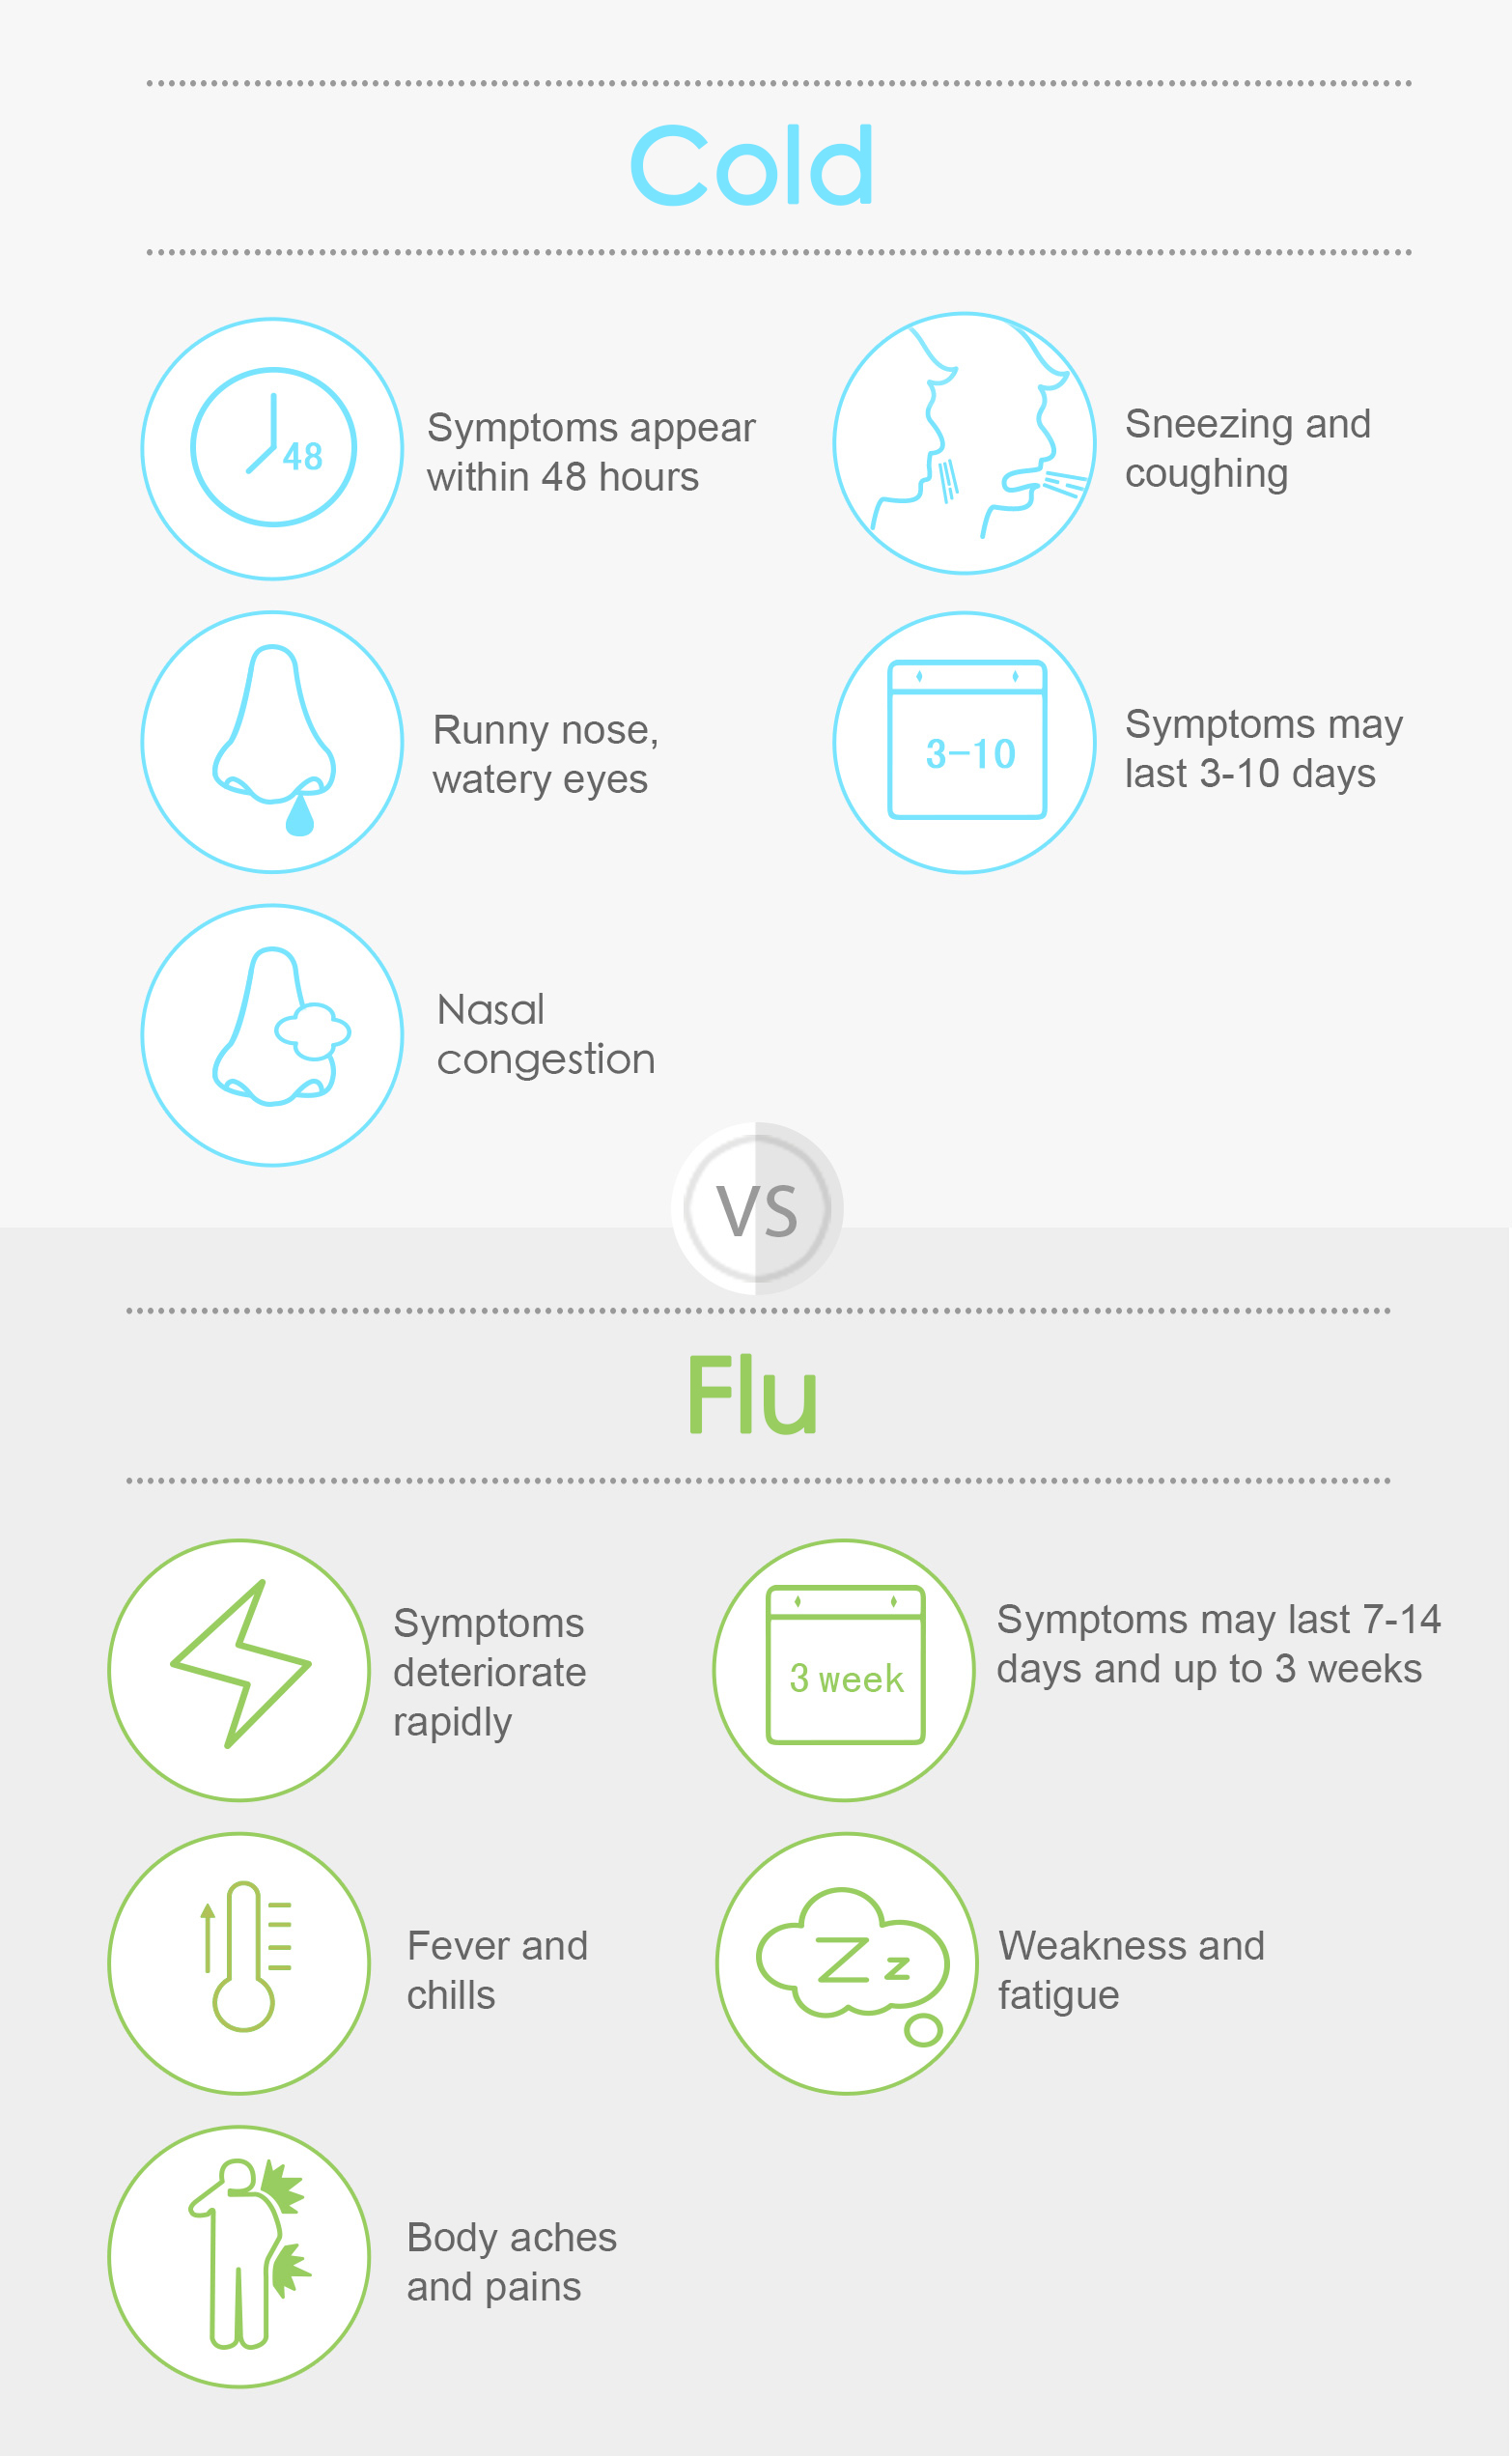 Cold
48
Symptoms appear
within 48 hours
Sneezing and
coughing
Runny nose,
watery eyes
3-10
Symptoms may
last 3-10 days
Nasal
congestion
VS
Flu
Symptoms
deteriorate
rapidly
3 week
Symptoms may last 7-14
days and up to 3 weeks
Fever and
chills
Z z
Weakness and
fatigue
Body aches
and pains